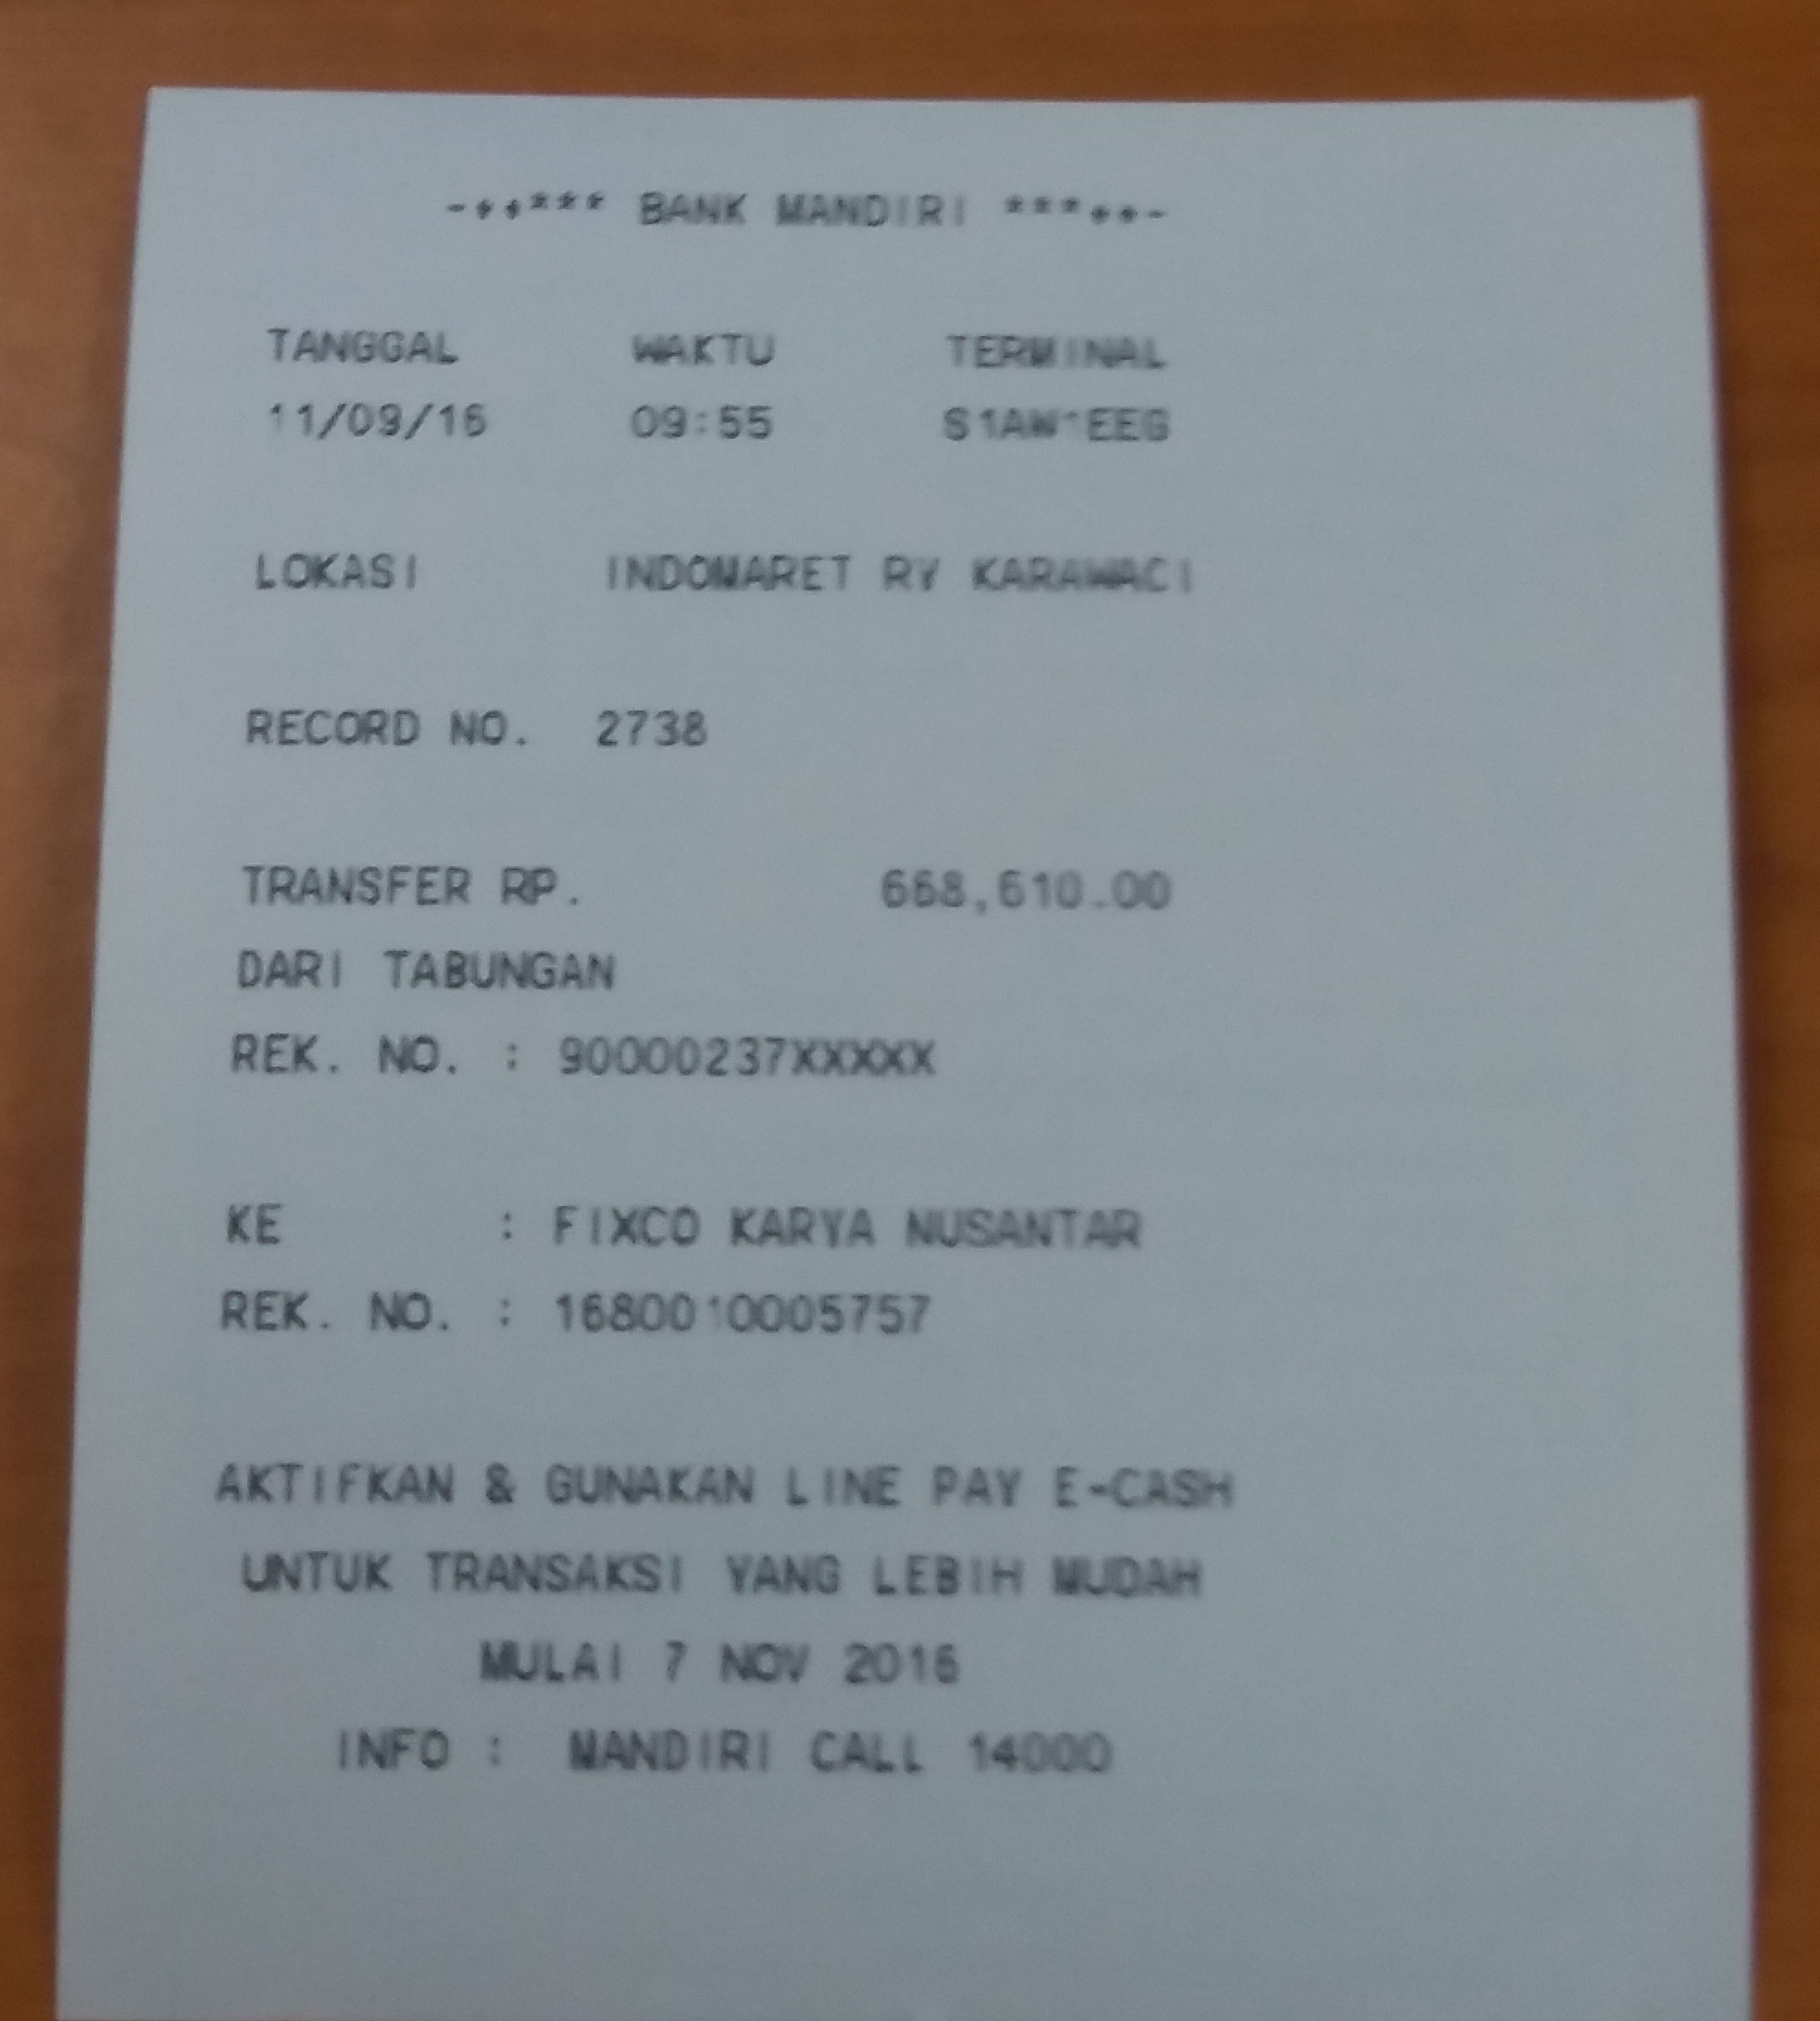 -++*** BANK MANDIRI ***++-
TANGGAL WAKTU TERMINAL
11/09/16 09:55 S1AW1EEG
LOKASI INDOMARET RY KARAWACI
RECORD NO. 2738
TRANSFER RP. 668,610.00
DARI TABUNGAN
REK. NO. : 90000237XXXXX
KE : FIXCO KARYA NUSANTAR
REK. NO. : 1680010005757
AKTIFKAN & GUNAKAN LINE PAY E-CASH
UNTUK TRANSAKSI YANG LEBIH MUDAH
MULAI 7 NOV 2016
INFO : MANDIRI CALL 14000